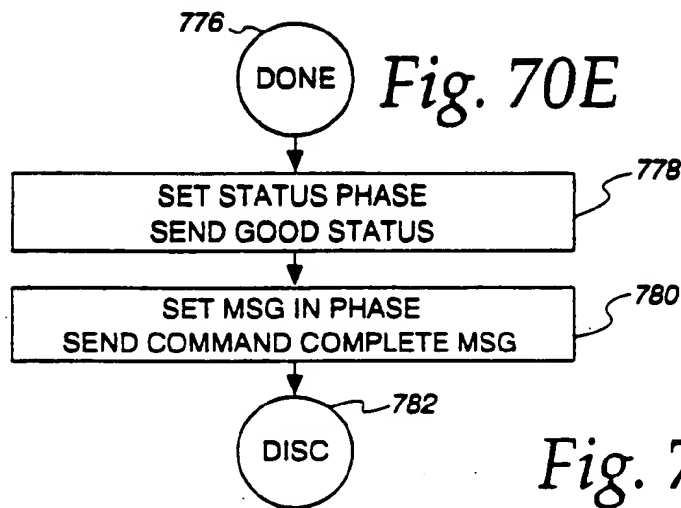 776
DONE
Fig. 70E
SET STATUS PHASE
SEND GOOD STATUS
778
SET MSG IN PHASE
SEND COMMAND COMPLETE MSG
780
782
DISC
Fig. 7